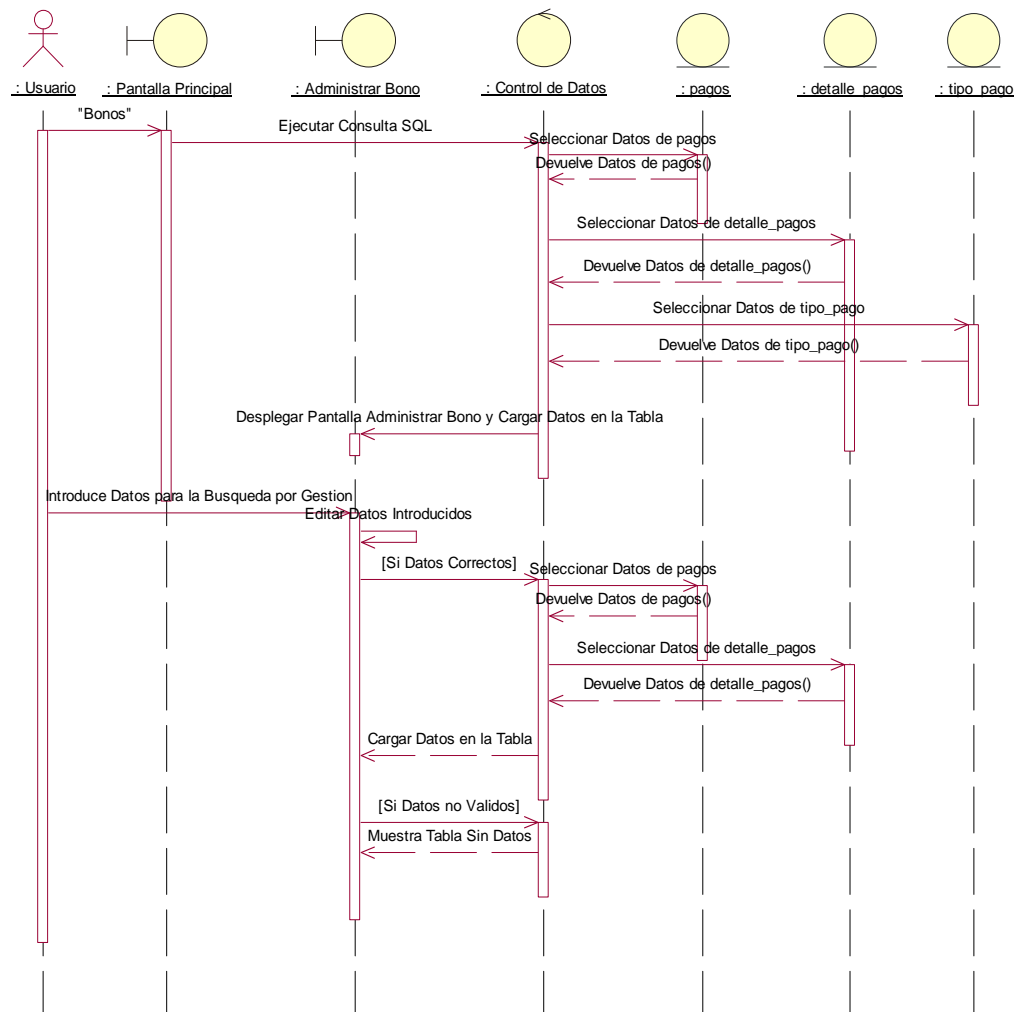 : Usuario
: Pantalla Principal
: Administrar Bono
: Control de Datos
: pagos
: detalle_pagos
: tipo_pago
"Bonos"
Ejecutar Consulta SQL
Seleccionar Datos de pagos
Devuelve Datos de pagos()
Seleccionar Datos de detalle_pagos
Devuelve Datos de detalle_pagos()
Seleccionar Datos de tipo_pago
Devuelve Datos de tipo_pago()
Desplegar Pantalla Administrar Bono y Cargar Datos en la Tabla
Introduce Datos para la Busqueda por Gestion
Editar Datos Introducidos
[Si Datos Correctos]
Seleccionar Datos de pagos
Devuelve Datos de pagos()
Seleccionar Datos de detalle_pagos
Devuelve Datos de detalle_pagos()
Cargar Datos en la Tabla
[Si Datos no Validos]
Muestra Tabla Sin Datos